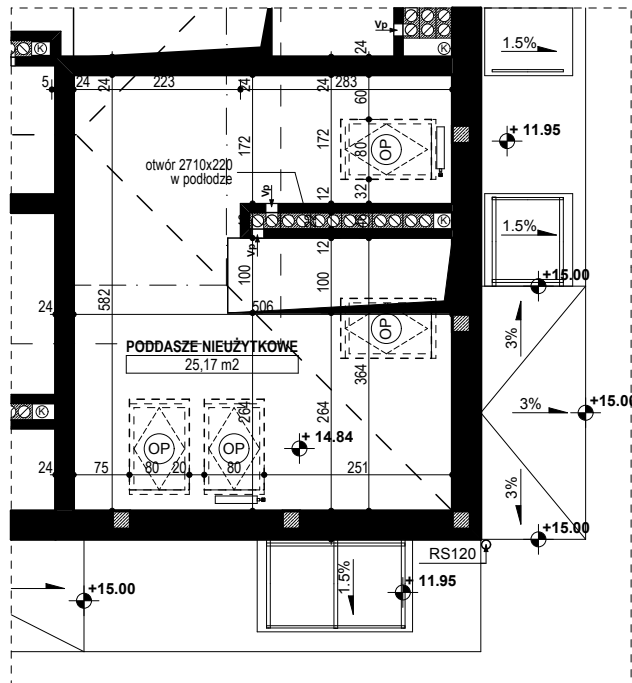 Vp
24
1.5%
K
K
5
24
24
223
24
24
283
60
+ 11.95
172
172
80
OP
otwór 2710x220
w podłodze
Vp
12
32
K
Vp
1.5%
12
100
100
+15.00
582
506
24
OP
3%
PODDASZE NIEUŻYTKOWE
25,17 m2
364
264
264
3%
+15.00
K
+ 14.84
OP
OP
24
75
80
20
80
251
3%
+15.00
RS120
+15.00
1.5%
+ 11.95